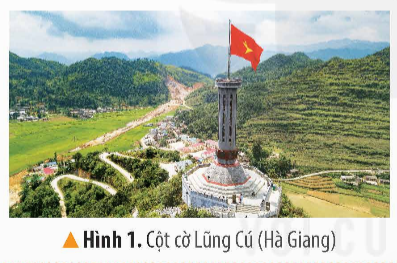 ▲ Hình 1. Cột cờ Lũng Cú (Hà Giang)